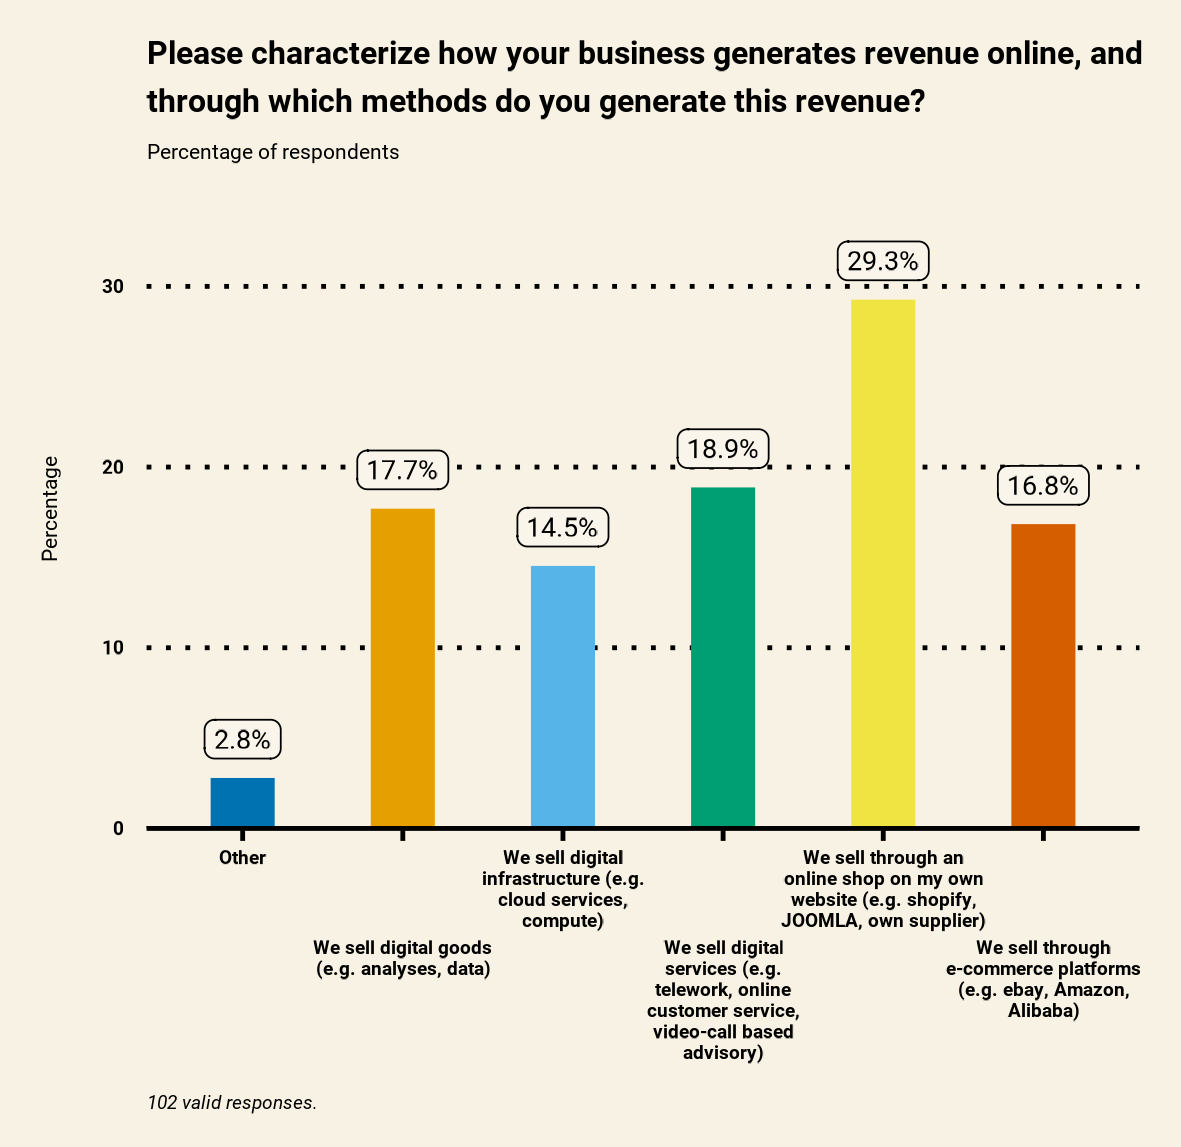 Please characterize how your business generates revenue online, and
through which methods do you generate this revenue?
Percentage of respondents
Percentage
30
20
10
0
2.8%
17.7%
14.5%
18.9%
29.3%
16.8%
Other
We sell digital goods
(e.g. analyses, data)
We sell digital
infrastructure (e.g.
cloud services,
compute)
We sell digital
services (e.g.
telework, online
customer service,
video-call based
advisory)
We sell through an
online shop on my own
website (e.g. shopify,
JOOMLA, own supplier)
We sell through
e-commerce platforms
(e.g. ebay, Amazon,
Alibaba)
102 valid responses.